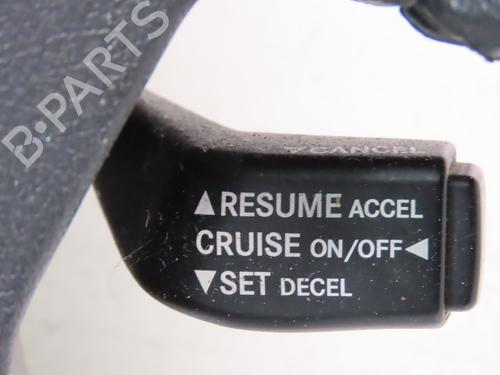 B-PARTS
▽CANCEL
▲RESUME ACCEL
CRUISE ON/OFF◀
▼SET DECEL